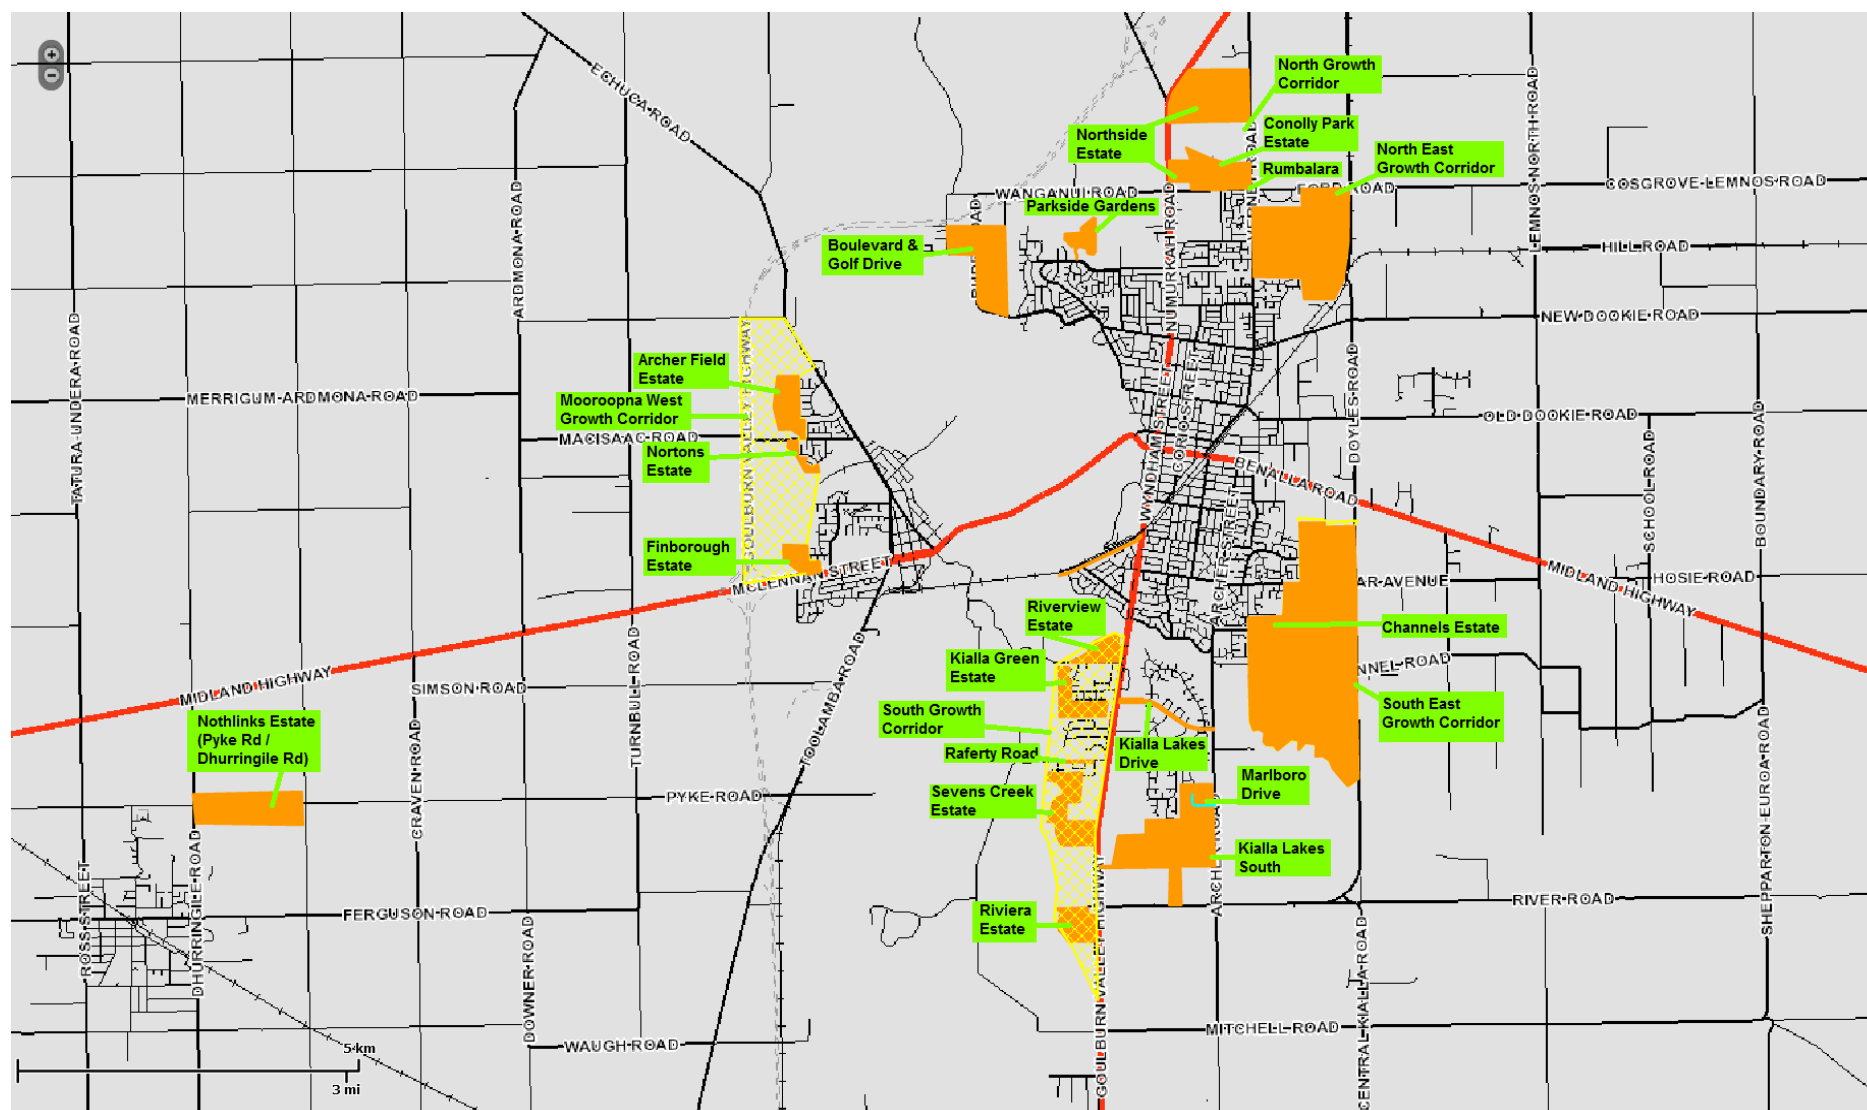 ECHUCA ROAD
North Growth
Corridor
LEMNOS-NORTH-ROAD
Northside
Estate
Conolly Park
Estate
North East
Growth Corridor
Rumbalara
WANGANUI ROAD
COSGROVE-LEMNOS-ROAD
Parkside Gardens
ARDMONA-ROAD
NUMURKAH ROAD
Boulevard &
Golf Drive
HILL ROAD
TATURA-UNDERA-ROAD
GOULBURN VALLEY HIGHWAY
NEW DOOKIE ROAD
Archer Field
Estate
MERRIGUM-ARDMONA-ROAD
Mooroopna West
Growth Corridor
MACISAAC-ROAD
Nortons
Estate
WYNDHAM STREET
CORIO STREET
DOYLES-ROAD
OLD DOOKIE-ROAD
BENALLA ROAD
SCHOOL-ROAD
BOUNDARY-ROAD
ARCHER STREET
Finborough
Estate
MCLENNAN STREET
AR-AVENUE
MIDLAND HIGHWAY
HOSIE-ROAD
Riverview
Estate
Channels Estate
Kialla Green
Estate
NNEL-ROAD
MIDLAND HIGHWAY
SIMSON-ROAD
TURNBULL-ROAD
TOOLAMBA-ROAD
South Growth
Corridor
South East
Growth Corridor
Nothlinks Estate
(Pyke Rd /
Dhurringile Rd)
Raferty Road
Kialla Lakes
Drive
Marlboro
Drive
CRAVEN-ROAD
PYKE-ROAD
Sevens Creek
Estate
SHEPPARTON-EUROA-ROAD
Kialla Lakes
South
ROSS-STREET
DHURRINGILE-ROAD
FERGUSON-ROAD
Riviera
Estate
RIVER-ROAD
DOWNER-ROAD
GOULBURN VALLEY HIGHWAY
CENTRAL-KIALLA-ROAD
MITCHELL-ROAD
WAUGH-ROAD
5 km
3 mi